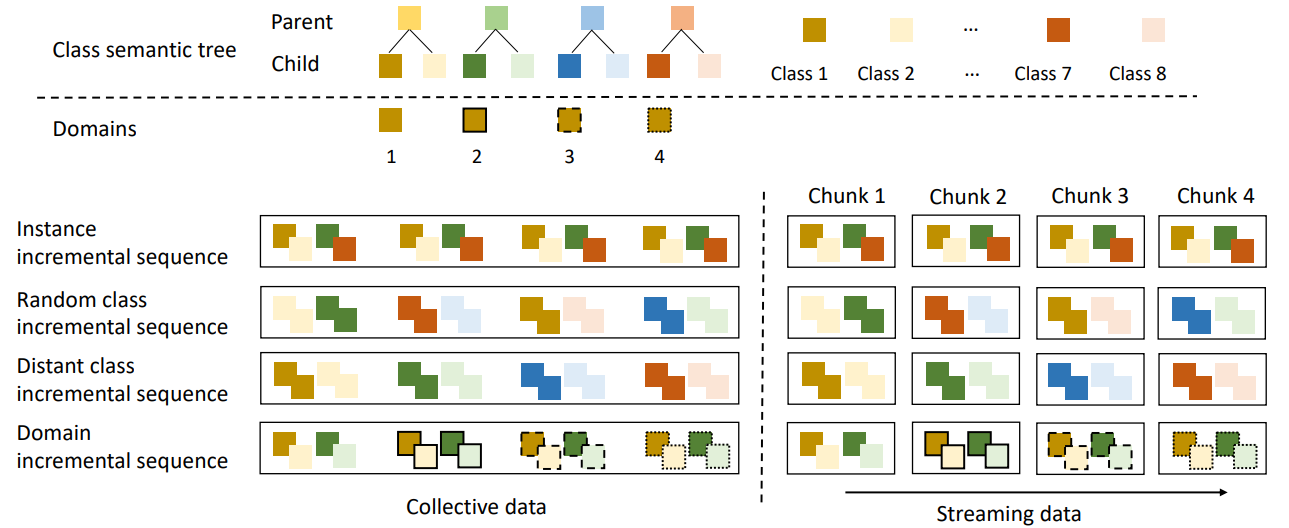 Parent
Class semantic tree
Child
...
Class 1
Class 2
...
Class 7
Class 8
Domains
1
2
3
4
Chunk 1
Chunk 2
Chunk 3
Chunk 4
Instance
incremental sequence
Random class
incremental sequence
Distant class
incremental sequence
Domain
incremental sequence
Collective data
Streaming data